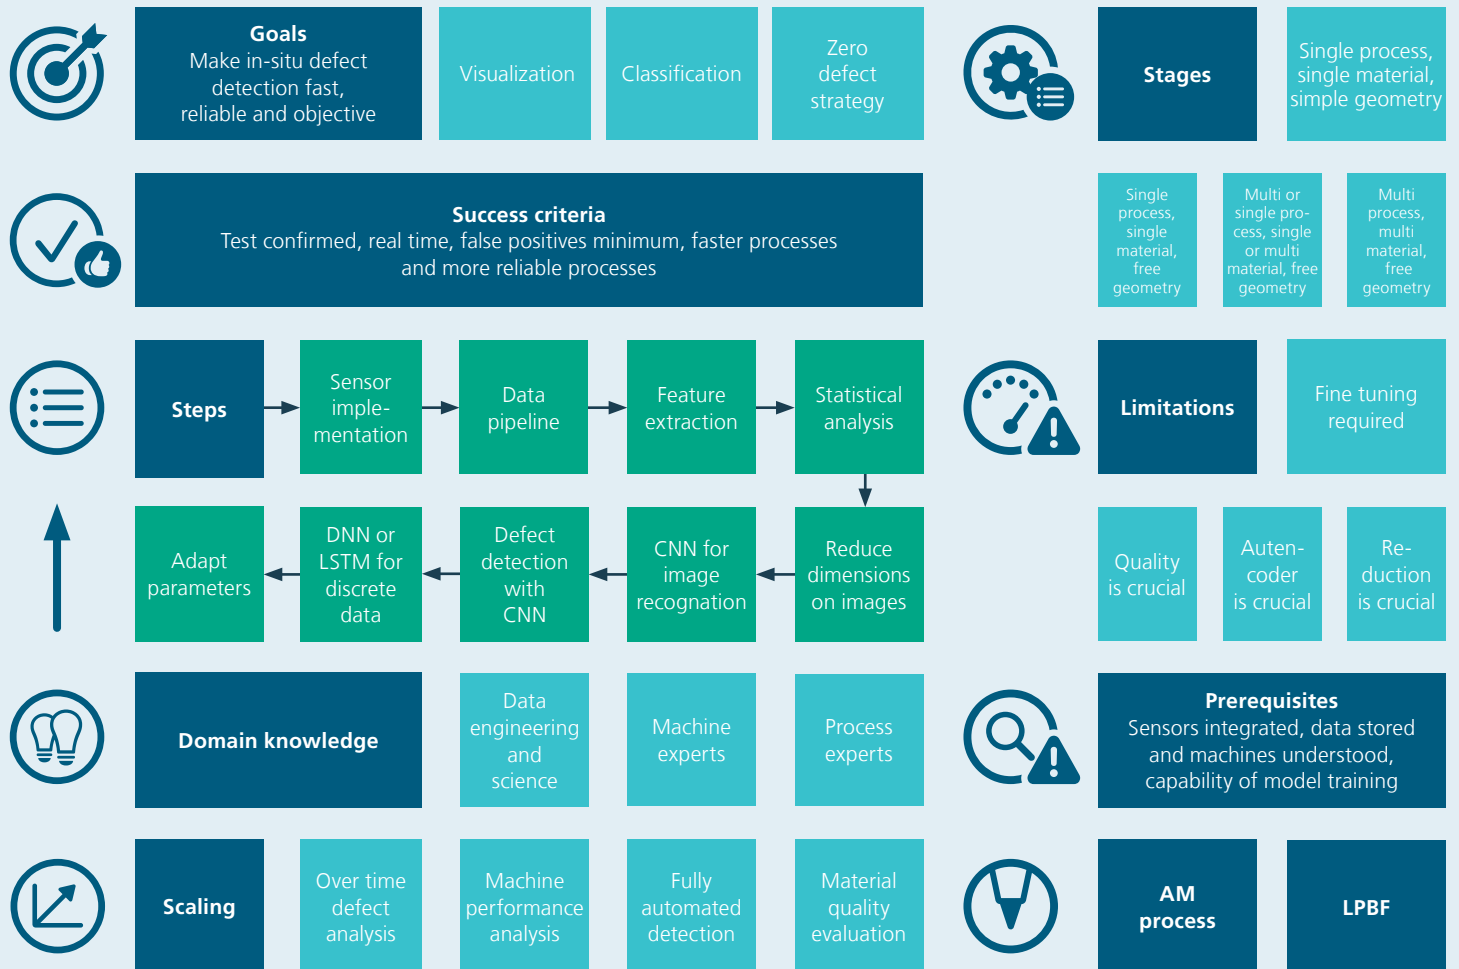 Goals
Make in-situ defect
detection fast,
reliable and objective
Visualization
Classification
Zero
defect
strategy
Stages
Single process,
single material,
simple geometry
Success criteria
Test confirmed, real time, false positives minimum, faster processes
and more reliable processes
Single
process,
single
material,
free
geometry
Multi or
single pro-
cess, single
or multi
material, free
geometry
Multi
process,
multi
material,
free
geometry
Steps
Sensor
imple-
mentation
Data
pipeline
Feature
extraction
Statistical
analysis
Limitations
Fine tuning
required
Adapt
parameters
DNN or
LSTM for
discrete
data
Defect
detection
with
CNN
CNN for
image
recognation
Reduce
dimensions
on images
Quality
is crucial
Auten-
coder
is crucial
Re-
duction
is crucial
Domain knowledge
Data
engineering
and
science
Machine
experts
Process
experts
Prerequisites
Sensors integrated, data stored
and machines understood,
capability of model training
Scaling
Over time
defect
analysis
Machine
performance
analysis
Fully
automated
detection
Material
quality
evaluation
AM
process
LPBF